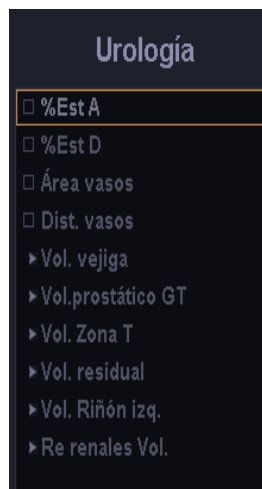 Urología
%Est A
%Est D
Área vasos
Dist. vasos
Vol. vejiga
Vol.prostático GT
Vol. Zona T
Vol. residual
Vol. Riñón izq.
Re renales Vol.